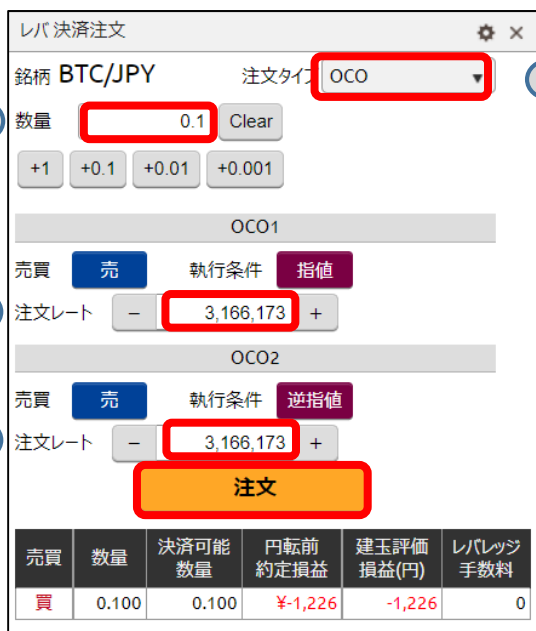 レバ 決済注文
銘柄 BTC/JPY 注文タイプ OCO
数量 0.1 Clear
+1 +0.1 +0.01 +0.001
OCO1
売買 売 執行条件 指値
注文レート − 3,166,173 +
OCO2
売買 売 執行条件 逆指値
注文レート − 3,166,173 +
注文
売買 数量 決済可能数量 円転前約定損益 建玉評価損益(円) レバレッジ手数料
買 0.100 0.100 ¥-1,226 -1,226 0